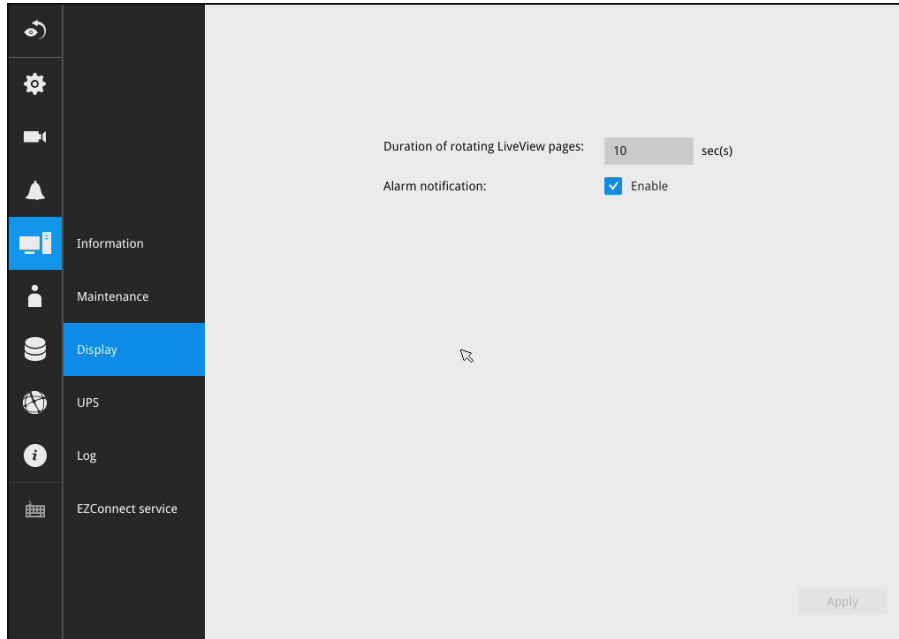 Duration of rotating LiveView pages: 10 sec(s)
Alarm notification: Enable
Information
Maintenance
Display
UPS
Log
EZConnect service
Apply